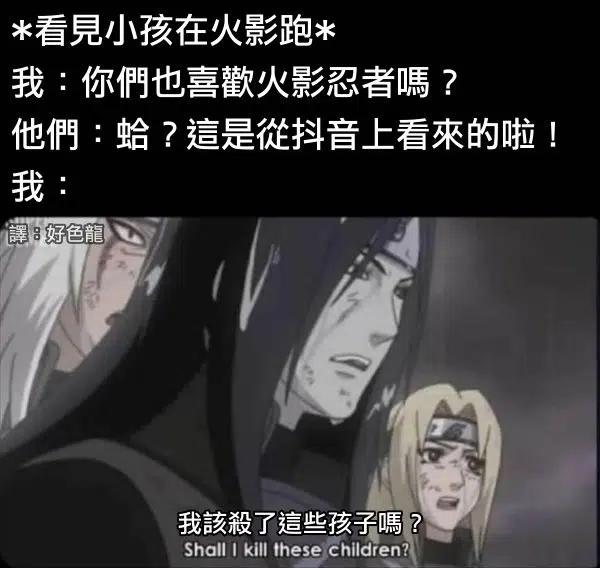 *看見小孩在火影跑*
我：你們也喜歡火影忍者嗎？
他們：蛤？這是從抖音上看來的啦！
我：
譯：好色龍
我該殺了這些孩子嗎？
Shall I kill these children?